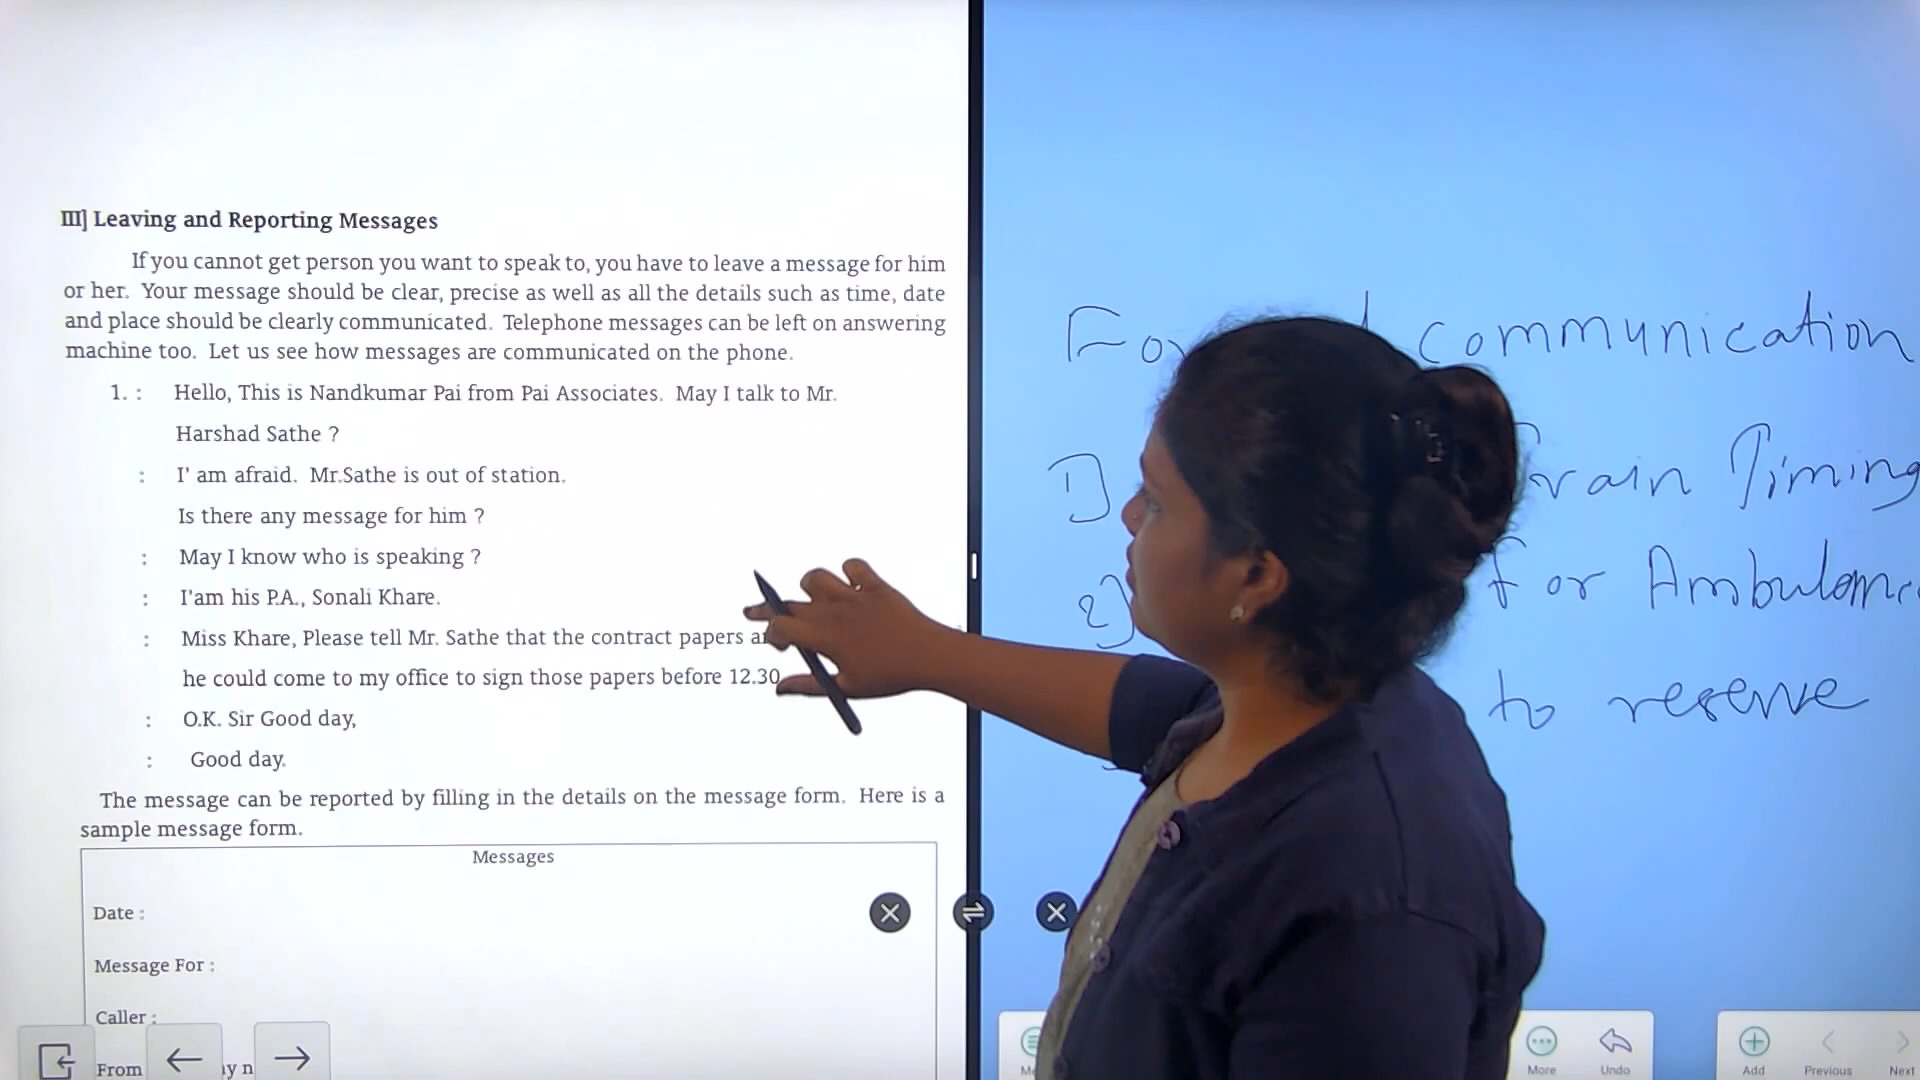 III] Leaving and Reporting Messages
If you cannot get person you want to speak to, you have to leave a message for him
or her. Your message should be clear, precise as well as all the details such as time, date
and place should be clearly communicated. Telephone messages can be left on answering
machine too. Let us see how messages are communicated on the phone.
1. : Hello, This is Nandkumar Pai from Pai Associates. May I talk to Mr.
Harshad Sathe ?
: I' am afraid. Mr.Sathe is out of station.
Is there any message for him ?
: May I know who is speaking ?
: I'am his P.A., Sonali Khare.
: Miss Khare, Please tell Mr. Sathe that the contract papers
he could come to my office to sign those papers before 12.30
: O.K. Sir Good day,
: Good day.
The message can be reported by filling in the details on the message form. Here is a
sample message form.
Messages
Date :
Message For :
Caller :
From
communication
1) Train Timing
2) for
to reserve
More
Undo
Add
Previous
Next